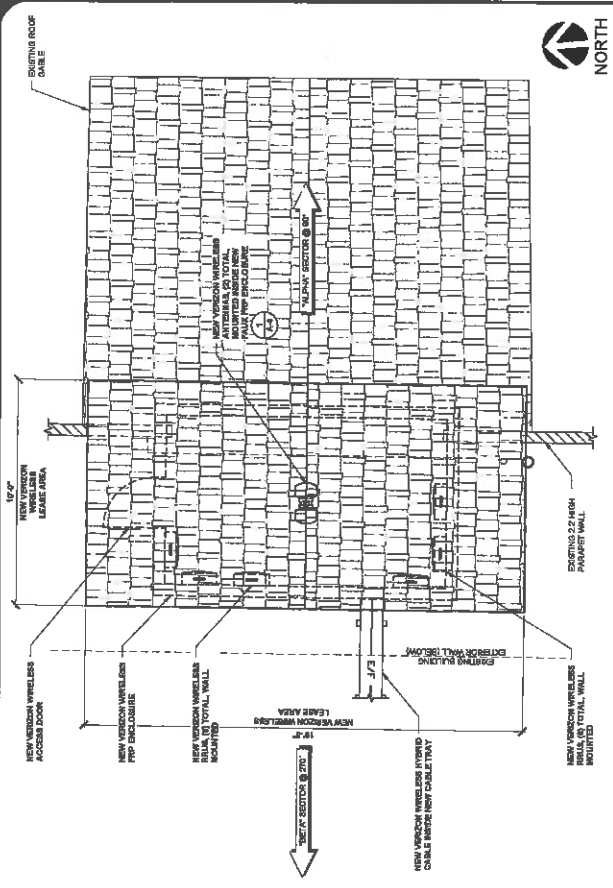 EXISTING ROOF
GABLE
NORTH
10'-0"
NEW VERIZON
WIRELESS
LEASE AREA
NEW VERIZON WIRELESS
ANTENNAS, (2) TOTAL,
MOUNTED INSIDE NEW
FAUX FRP ENCLOSURE
1
A-4
"ALPHA" SECTOR @ 90°
NEW VERIZON WIRELESS
ACCESS DOOR
NEW VERIZON WIRELESS
FRP ENCLOSURE
NEW VERIZON WIRELESS
TOTAL, WALL
MOUNTED
NEW VERIZON WIRELESS
LEASE AREA
"BETA" SECTOR @ 270°
E/F
EXISTING BUILDING
EXTERIOR WALL (BELOW)
EXISTING 2.2' HIGH
PARAPET WALL
NEW VERIZON WIRELESS HYBRID
CABLE INSIDE NEW CABLE TRAY
NEW VERIZON WIRELESS
RRUS, (6) TOTAL, WALL
MOUNTED